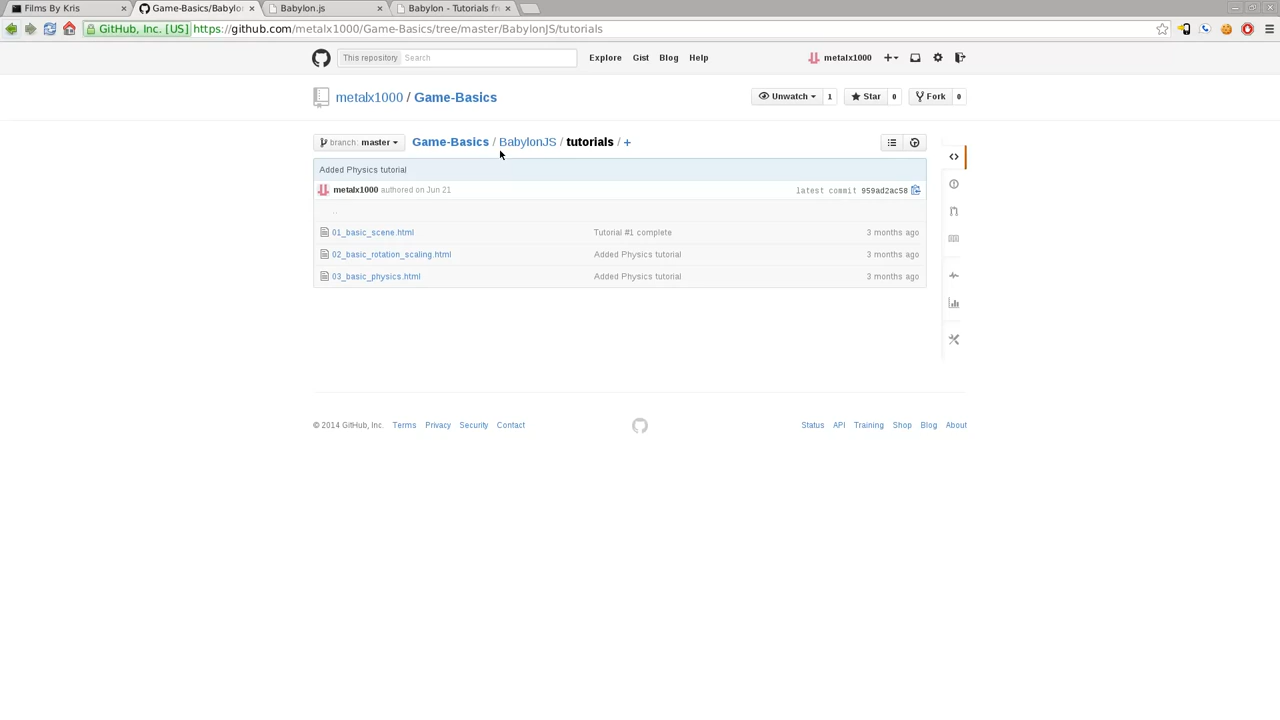 Films By Kris
Game-Basics/Babylo
Babylon.js
Babylon - Tutorials fr
GitHub, Inc. [US] https://github.com/metalx1000/Game-Basics/tree/master/BabylonJS/tutorials
This repository Search Explore Gist Blog Help metalx1000
metalx1000 / Game-Basics Unwatch 1 Star 0 Fork 0
branch: master Game-Basics / BabylonJS / tutorials / +
Added Physics tutorial
metalx1000 authored on Jun 21 latest commit 959ad2ac58
..
01_basic_scene.html Tutorial #1 complete 3 months ago
02_basic_rotation_scaling.html Added Physics tutorial 3 months ago
03_basic_physics.html Added Physics tutorial 3 months ago
© 2014 GitHub, Inc. Terms Privacy Security Contact Status API Training Shop Blog About